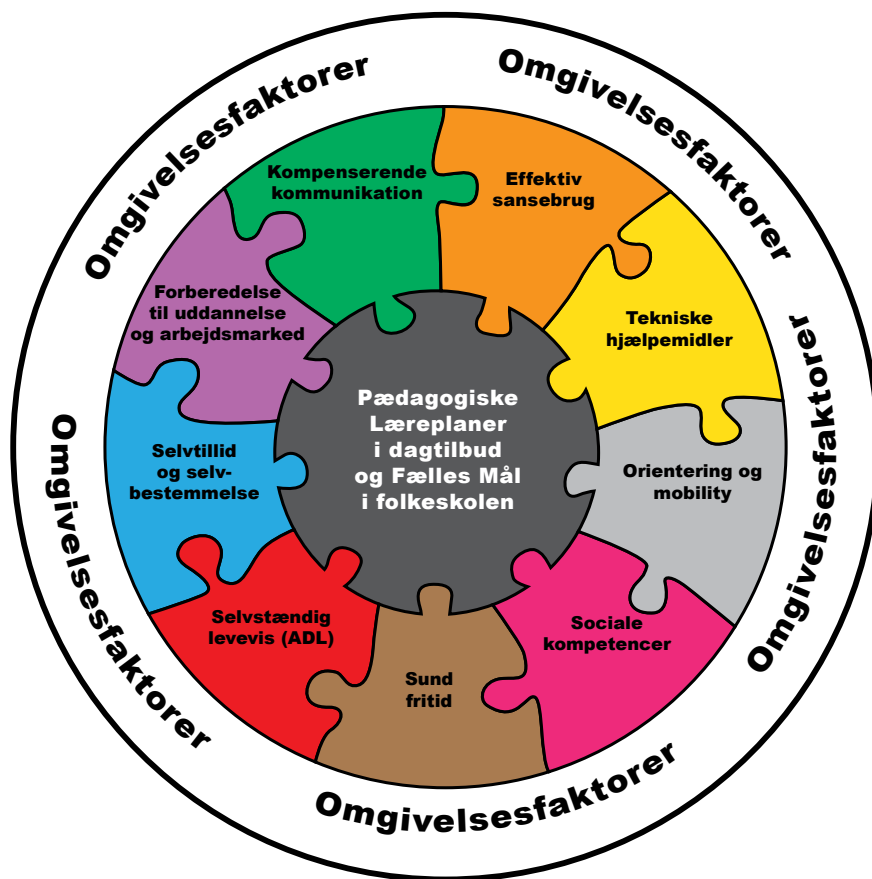 Omgivelsesfaktorer
Omgivelsesfaktorer
Omgivelsesfaktorer
Omgivelsesfaktorer
Omgivelsesfaktorer
Kompenserende
kommunikation
Effektiv
sansebrug
Tekniske
hjælpemidler
Orientering og
mobility
Sociale
kompetencer
Sund
fritid
Selvstændig
levevis (ADL)
Selvtillid
og selv-
bestemmelse
Forberedelse
til uddannelse
og arbejdsmarked
Pædagogiske
Læreplaner
i dagtilbud
og Fælles Mål
i folkeskolen